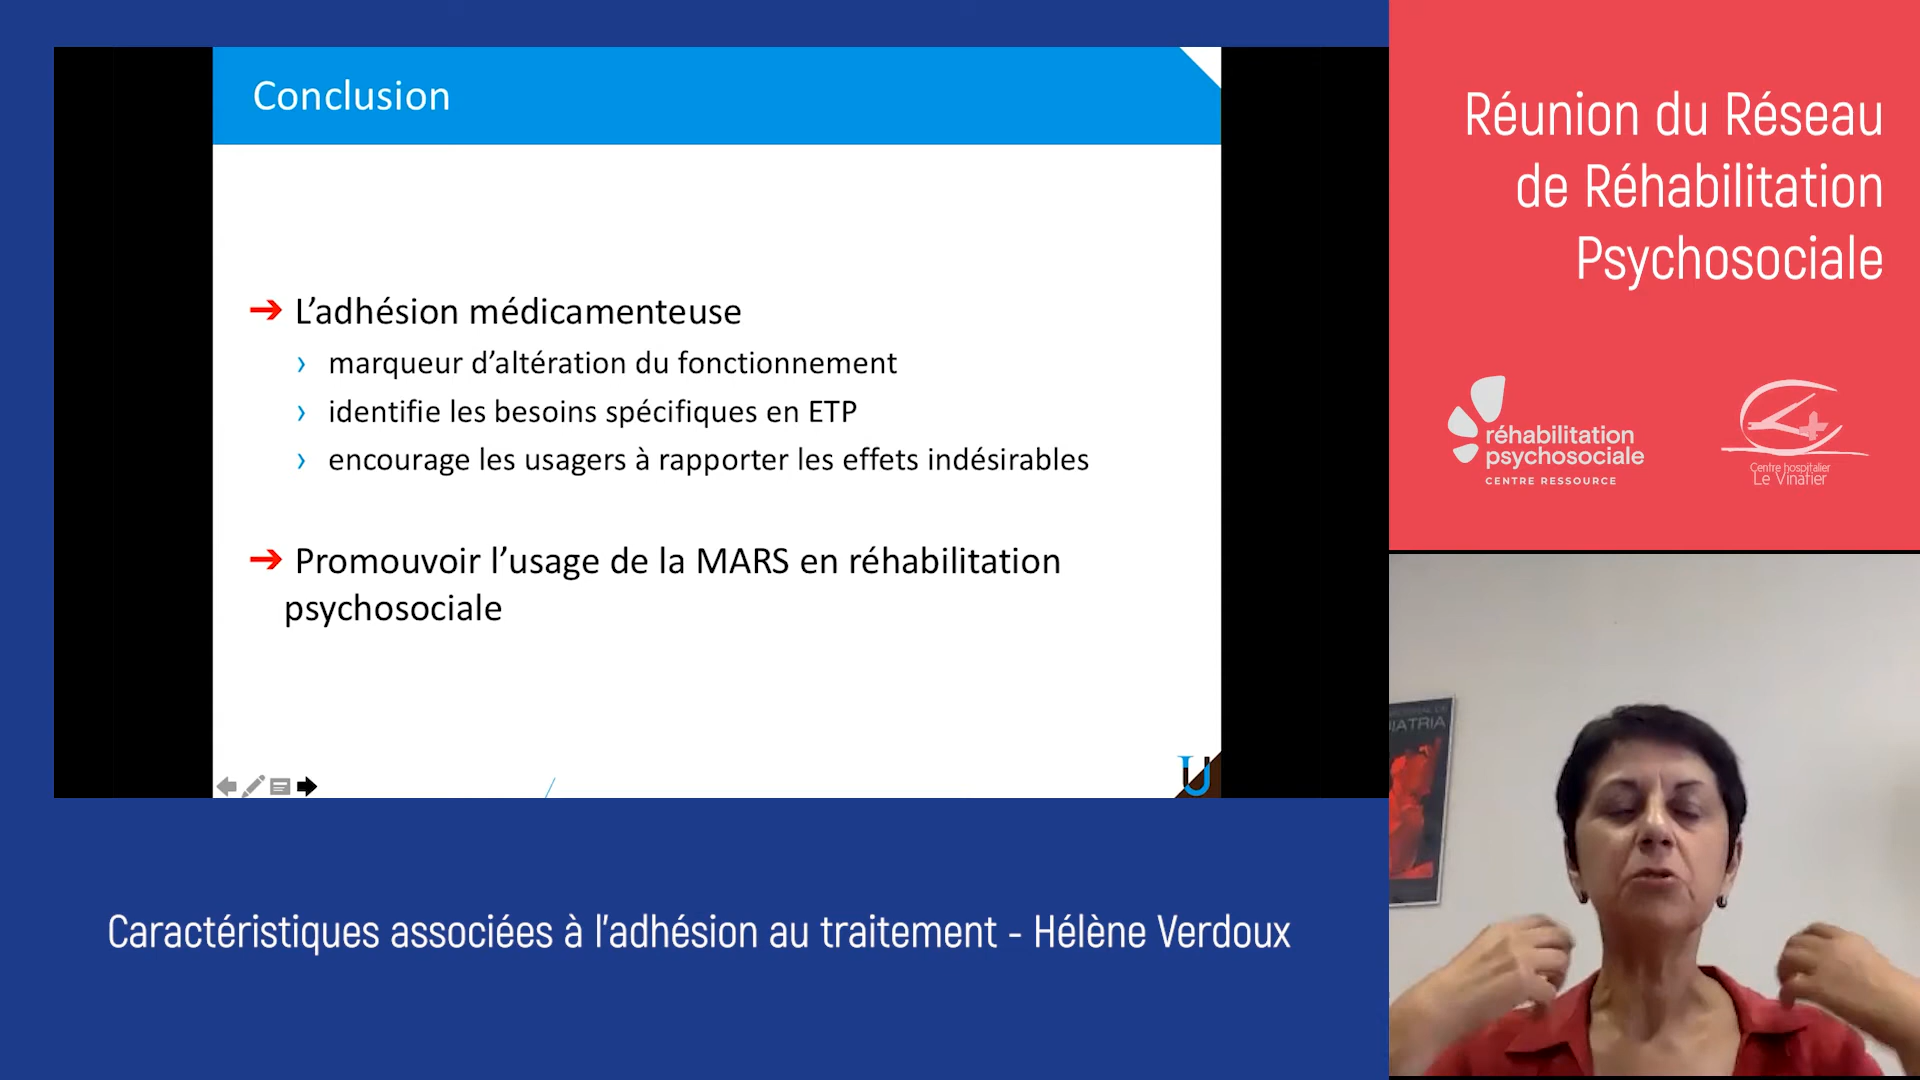 Conclusion
➔ L’adhésion médicamenteuse
› marqueur d’altération du fonctionnement
› identifie les besoins spécifiques en ETP
› encourage les usagers à rapporter les effets indésirables
➔ Promouvoir l’usage de la MARS en réhabilitation
psychosociale
U
Caractéristiques associées à l'adhésion au traitement - Hélène Verdoux
Réunion du Réseau
de Réhabilitation
Psychosociale
réhabilitation
psychosociale
CENTRE RESSOURCE
Centre hospitalier
Le Vinatier
IATRIA